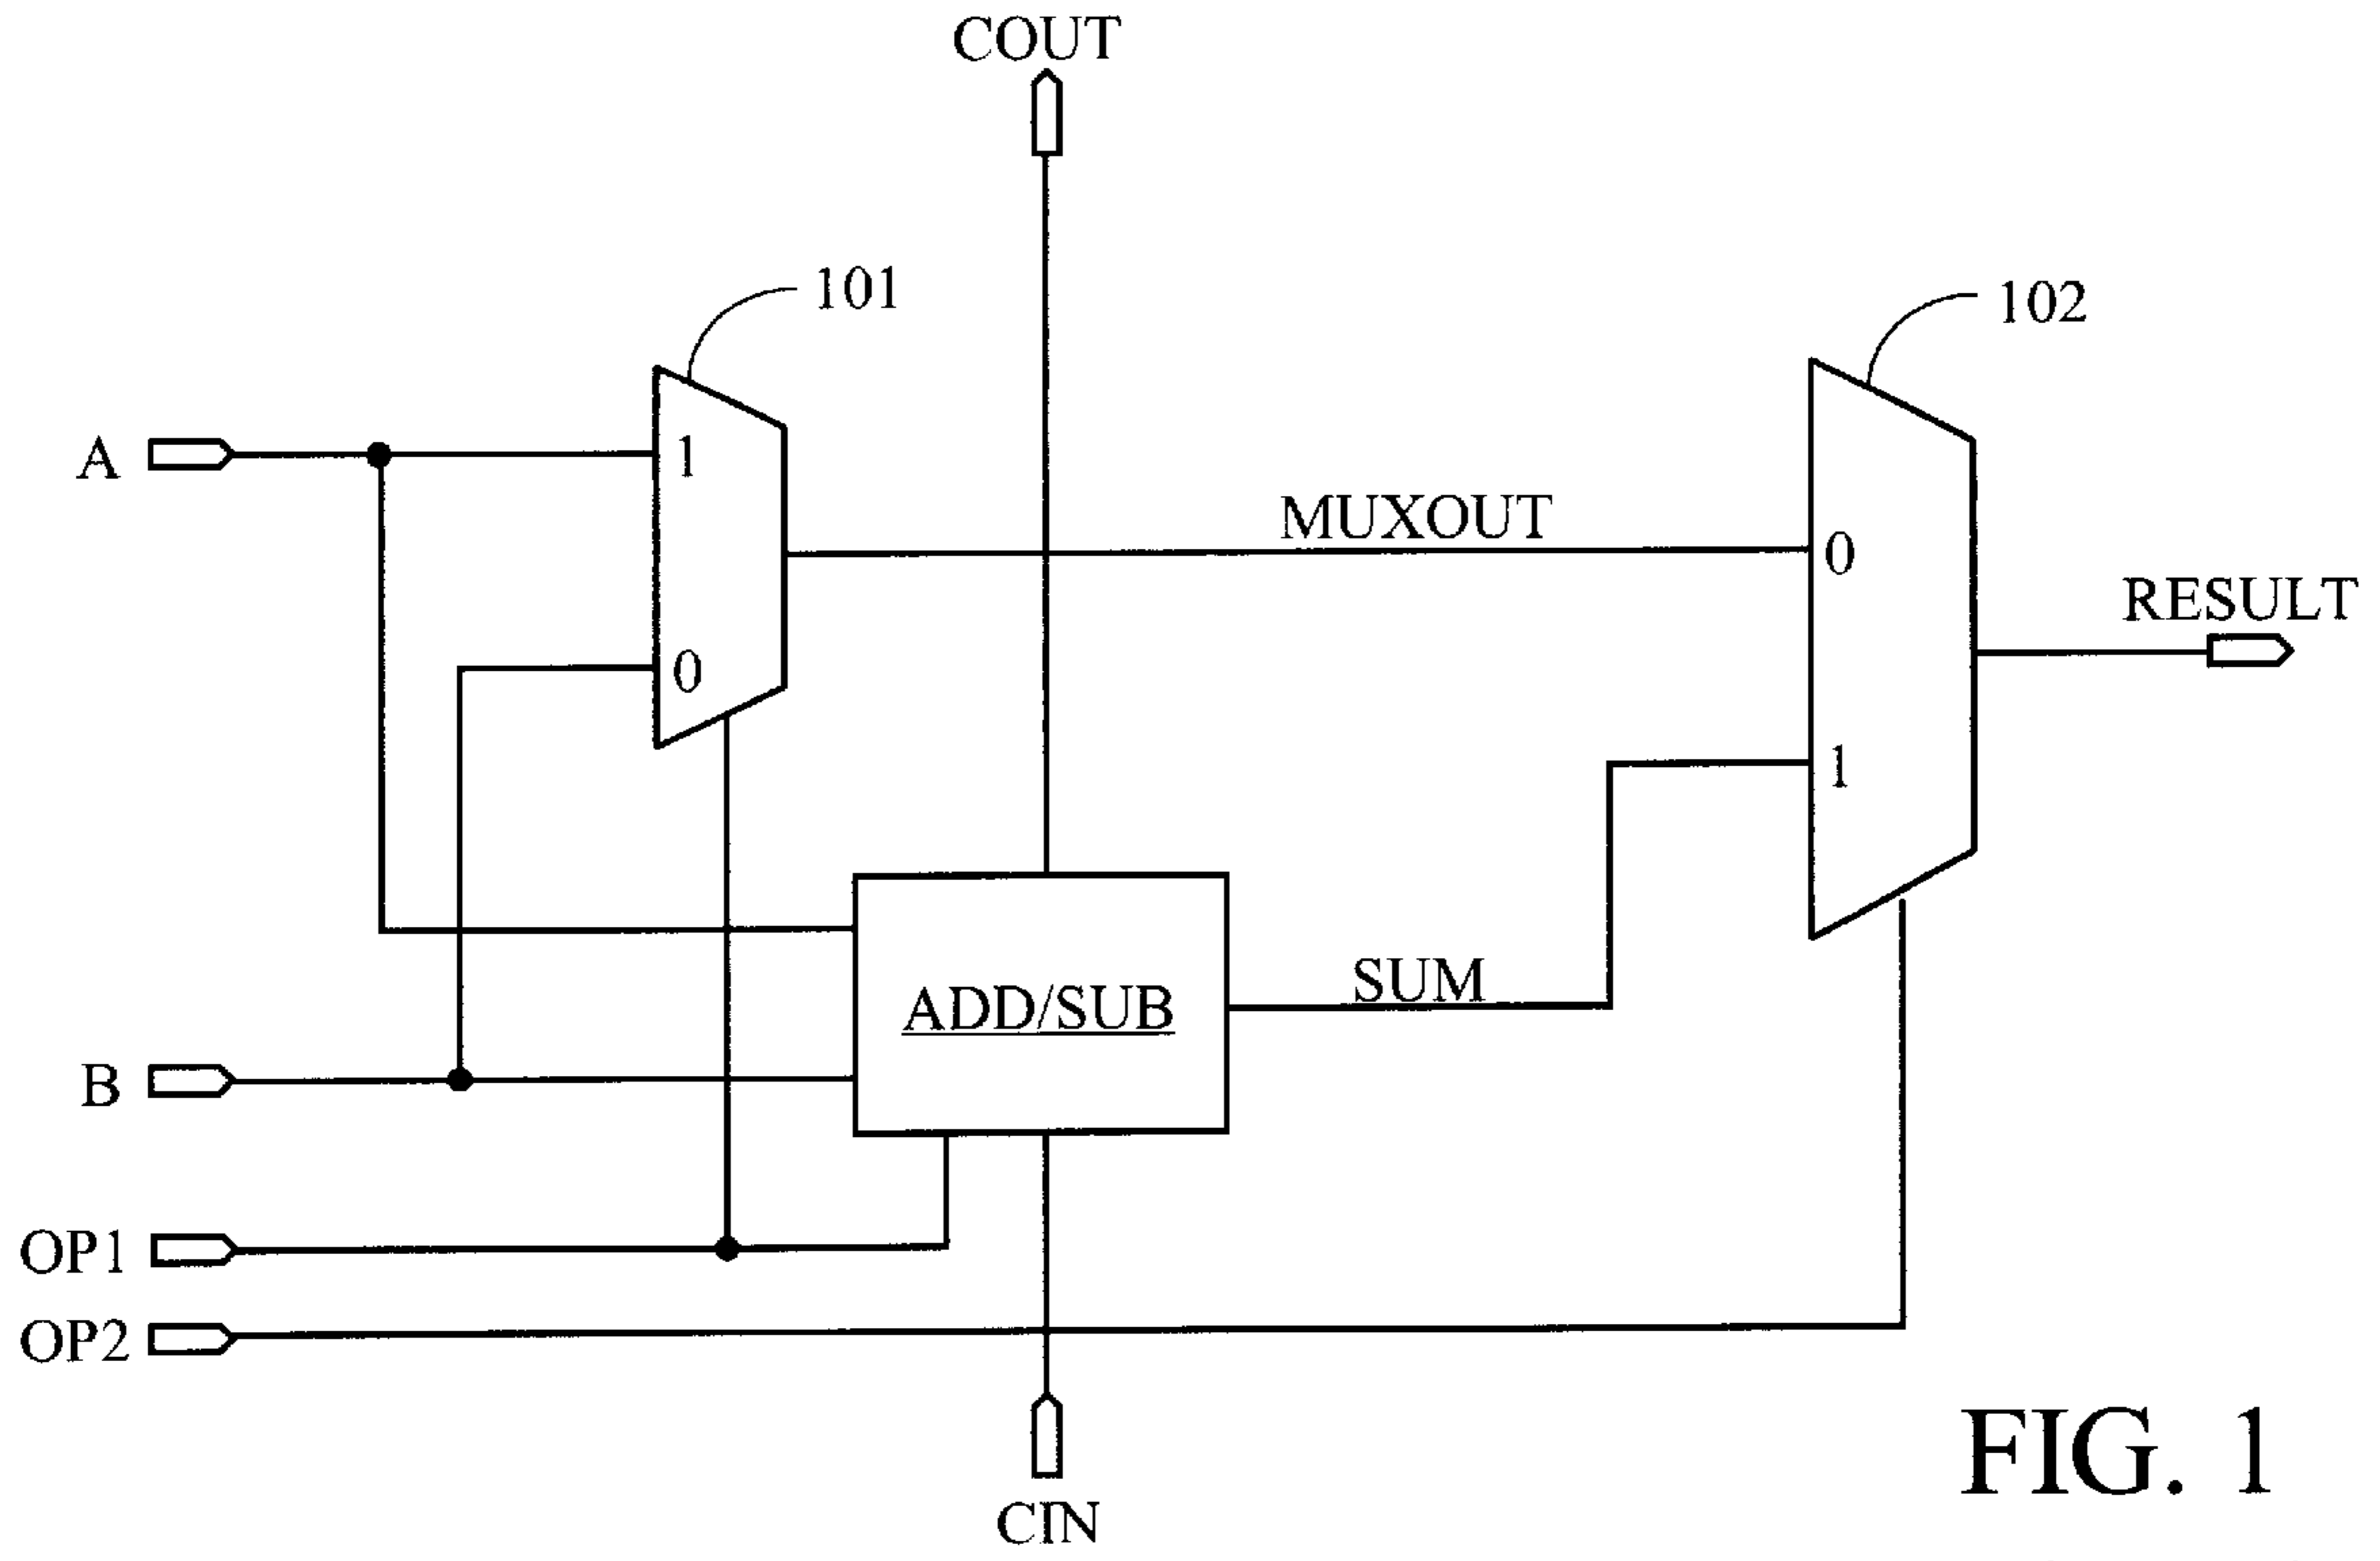 COUT
101
102
A
1
MUXOUT
0
RESULT
0
1
SUM
ADD/SUB
B
OP1
OP2
CIN
FIG. 1